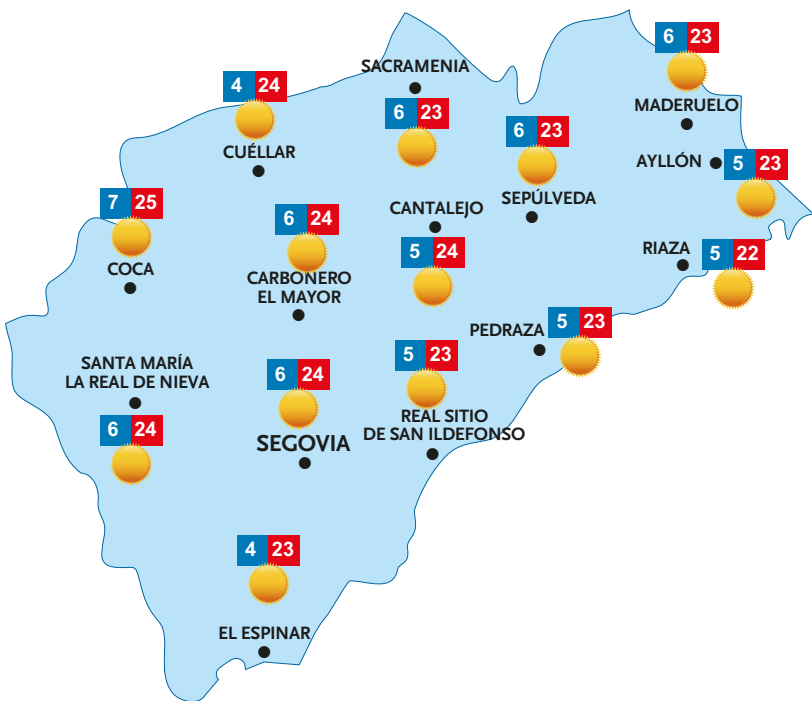 6 23
MADERUELO
SACRAMENIA
6 23
4 24
CUÉLLAR
6 23
SEPÚLVEDA
AYLLÓN
5 23
7 25
COCA
6 24
CARBONERO
EL MAYOR
CANTALEJO
5 24
RIAZA
5 22
PEDRAZA
5 23
SANTA MARÍA
LA REAL DE NIEVA
6 24
6 24
SEGOVIA
5 23
REAL SITIO
DE SAN ILDEFONSO
4 23
EL ESPINAR